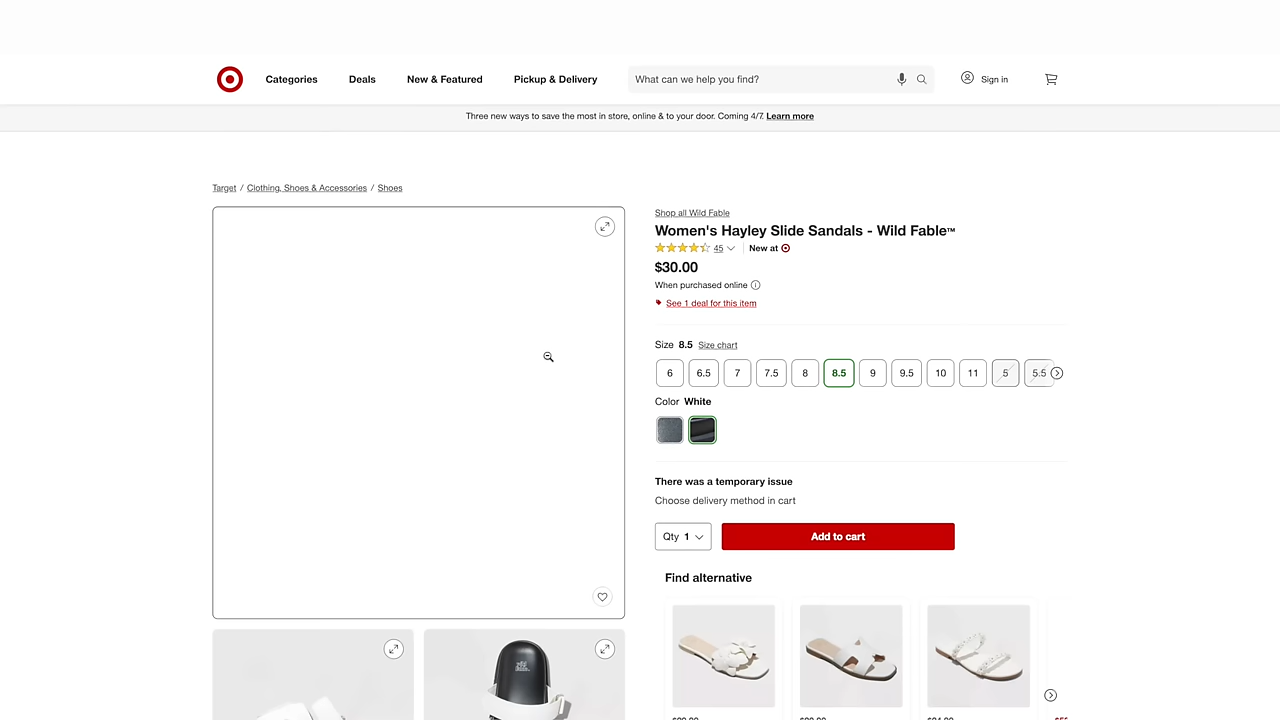 Categories
Deals
New & Featured
Pickup & Delivery
What can we help you find?
Sign in
Three new ways to save the most in store, online & to your door. Coming 4/7. Learn more
Target / Clothing, Shoes & Accessories / Shoes
Shop all Wild Fable
Women's Hayley Slide Sandals - Wild Fable™
45
New at
$30.00
When purchased online
See 1 deal for this item
Size 8.5 Size chart
6 6.5 7 7.5 8 8.5 9 9.5 10 11 5 5.5
Color White
There was a temporary issue
Choose delivery method in cart
Qty 1
Add to cart
Find alternative